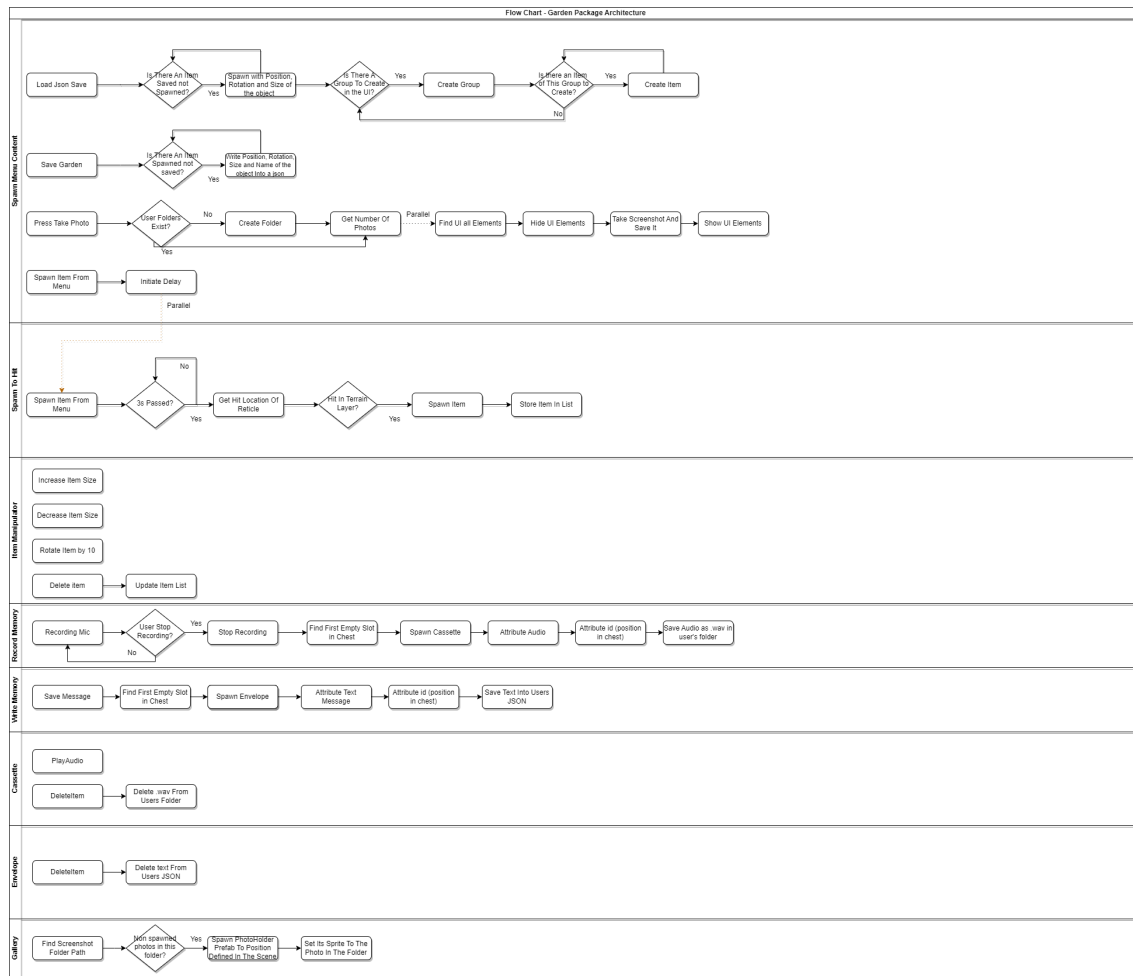 Flow Chart - Garden Package Architecture
Spawn Menu Content
Load Json Save
Is There An Item
Saved not
Spawned?
Yes
Spawn with Position,
Rotation and Size of
the object
Is There A
Group To Create
in the UI?
Yes
Create Group
Is there an Item
of This Group to
Create?
Yes
Create Item
No
Save Garden
Is There An Item
Spawned not
saved?
Yes
Write Position, Rotation,
Size and Name of the
object Into a json
Press Take Photo
User Folders
Exist?
No
Yes
Create Folder
Get Number Of
Photos
Parallel
Find UI all Elements
Hide UI Elements
Take Screenshot And
Save It
Show UI Elements
Spawn Item From
Menu
Initiate Delay
Parallel
Spawn To Hit
Spawn Item From
Menu
3s Passed?
No
Yes
Get Hit Location Of
Reticle
Hit In Terrain
Layer?
Yes
Spawn Item
Store Item In List
Item Manipulator
Increase Item Size
Decrease Item Size
Rotate Item by 10
Delete item
Update Item List
Record Memory
Recording Mic
User Stop
Recording?
Yes
No
Stop Recording
Find First Empty Slot
in Chest
Spawn Cassette
Attribute Audio
Attribute id (position
in chest)
Save Audio as .wav in
user's folder
Write Memory
Save Message
Find First Empty Slot
in Chest
Spawn Envelope
Attribute Text
Message
Attribute id (position
in chest)
Save Text Into Users
JSON
Cassette
PlayAudio
DeleteItem
Delete .wav From
Users Folder
Envelope
DeleteItem
Delete text From
Users JSON
Gallery
Find Screenshot
Folder Path
Non spawned
photos in this
folder?
Yes
Spawn PhotoHolder
Prefab To Position
Defined In The Scene
Set Its Sprite To The
Photo In The Folder